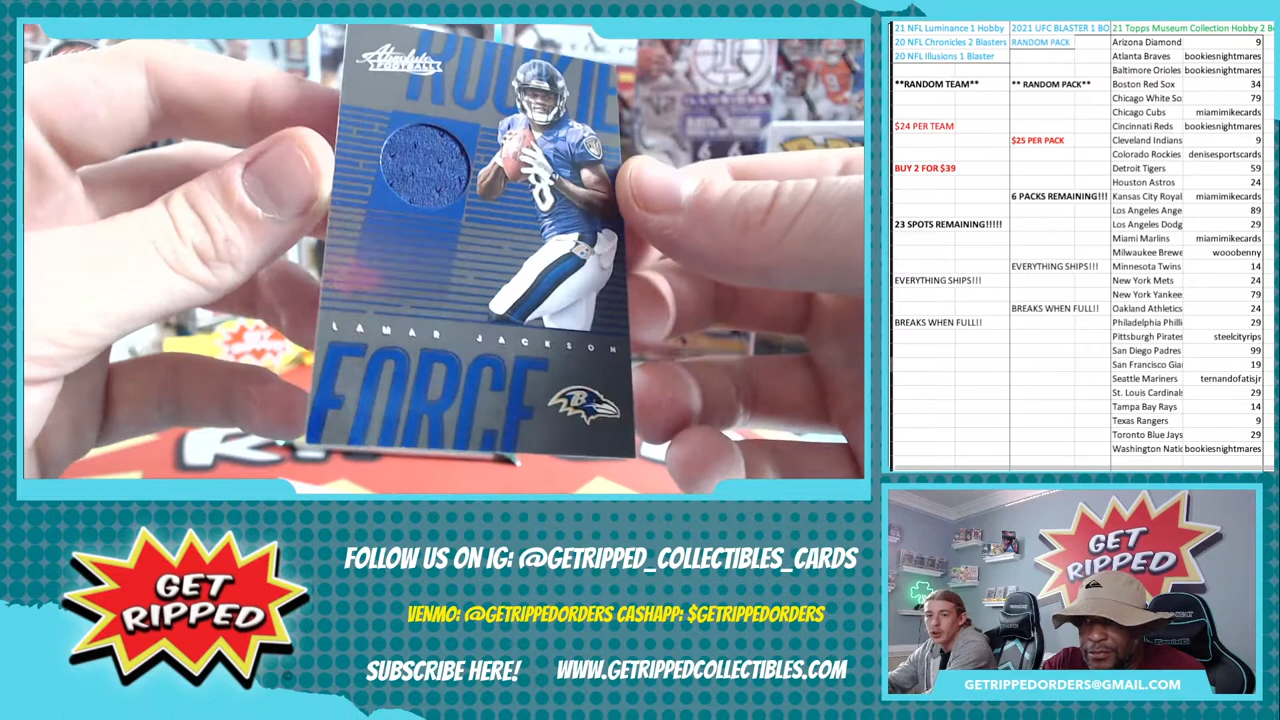 Absolute
FOOTBALL
ROOKIE
8
LAMAR JACKSON
FORCE
B
21 NFL Luminance 1 Hobby
20 NFL Chronicles 2 Blasters
20 NFL Illusions 1 Blaster
**RANDOM TEAM**
$24 PER TEAM
BUY 2 FOR $39
23 SPOTS REMAINING!!!!!
EVERYTHING SHIPS!!!
BREAKS WHEN FULL!!
2021 UFC BLASTER 1 BO
RANDOM PACK
** RANDOM PACK**
$25 PER PACK
6 PACKS REMAINING!!!
EVERYTHING SHIPS!!!
BREAKS WHEN FULL!!
21 Topps Museum Collection Hobby 2 B
Arizona Diamond 9
Atlanta Braves bookiesnightmares
Baltimore Orioles bookiesnightmares
Boston Red Sox 34
Chicago White So 79
Chicago Cubs miamimikecards
Cincinnati Reds bookiesnightmares
Cleveland Indians 9
Colorado Rockies denisesportscards
Detroit Tigers 59
Houston Astros 24
Kansas City Royal miamimikecards
Los Angeles Ange 89
Los Angeles Dodg 29
Miami Marlins miamimikecards
Milwaukee Brewe wooobenny
Minnesota Twins 14
New York Mets 24
New York Yankee 79
Oakland Athletics 24
Philadelphia Philli 29
Pittsburgh Pirates steelcityrips
San Diego Padres 99
San Francisco Gia 19
Seattle Mariners ternandofatisjr
St. Louis Cardinals 29
Tampa Bay Rays 14
Texas Rangers 9
Toronto Blue Jays 29
Washington Natio bookiesnightmares
GET
RIPPED
FOLLOW US ON IG: @GETRIPPED_COLLECTIBLES_CARDS
VENMO: @GETRIPPEDORDERS CASHAPP: $GETRIPPEDORDERS
SUBSCRIBE HERE! WWW.GETRIPPEDCOLLECTIBLES.COM
GET
RIPPED
GETRIPPEDORDERS@GMAIL.COM